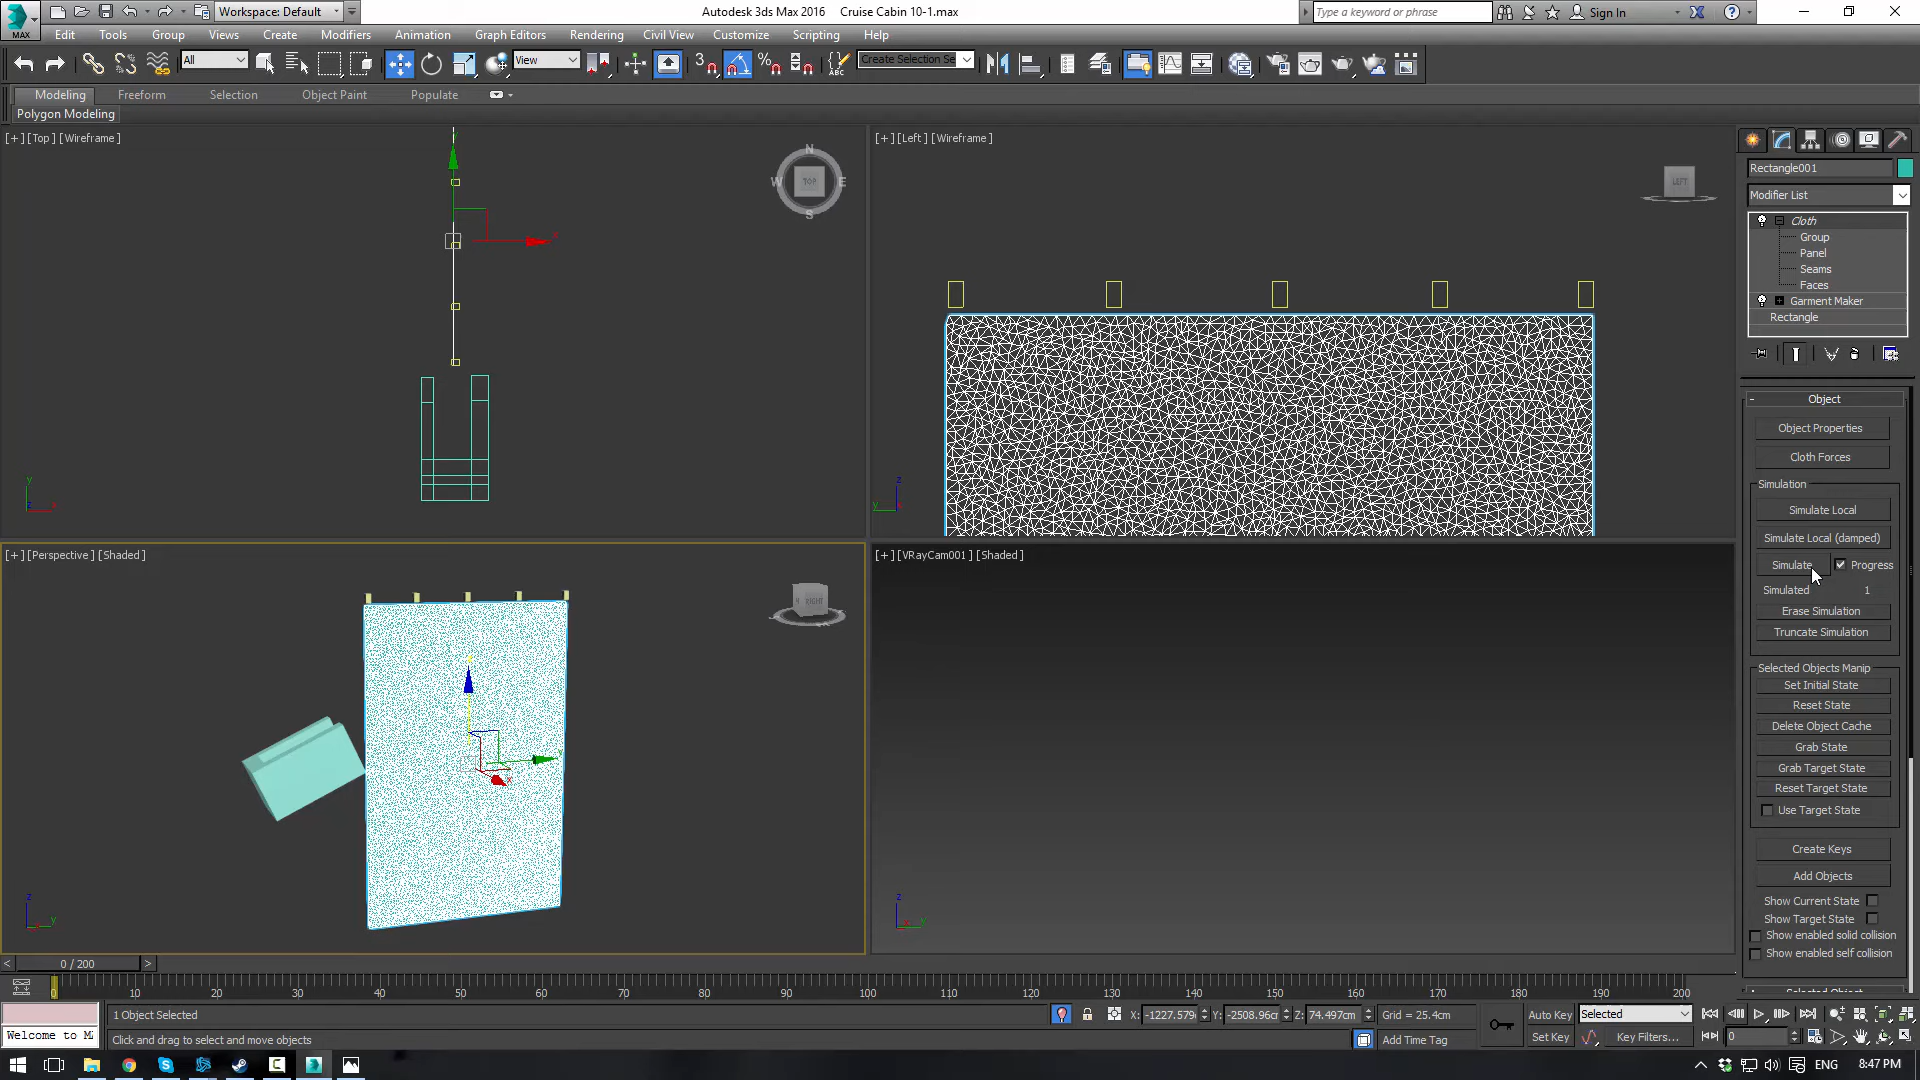 MAX
Workspace: Default
Autodesk 3ds Max 2016 Cruise Cabin 10-1.max
Type a keyword or phrase
Sign In
Edit Tools Group Views Create Modifiers Animation Graph Editors Rendering Civil View Customize Scripting Help
All
View
3
ABC
Create Selection Se
Modeling Freeform Selection Object Paint Populate
Polygon Modeling
[+] [Top] [Wireframe]
N
W TOP E
S
y
x
[+] [Left] [Wireframe]
LEFT
z
y
[+] [Perspective] [Shaded]
RIGHT
z
y
x
[+] [VRayCam001] [Shaded]
z
Rectangle001
Modifier List
Cloth
Group
Panel
Seams
Faces
Garment Maker
Rectangle
- Object
Object Properties
Cloth Forces
Simulation
Simulate Local
Simulate Local (damped)
Simulate Progress
Simulated 1
Erase Simulation
Truncate Simulation
Selected Objects Manip
Set Initial State
Reset State
Delete Object Cache
Grab State
Grab Target State
Reset Target State
Use Target State
Create Keys
Add Objects
Show Current State
Show Target State
Show enabled solid collision
Show enabled self collision
< 0 / 200 >
0 10 20 30 40 50 60 70 80 90 100 110 120 130 140 150 160 170 180 190 200
1 Object Selected
X: -1227.579 Y: -2508.96cm Z: 74.497cm Grid = 25.4cm
Auto Key Selected
Welcome to M
Click and drag to select and move objects
Add Time Tag
Set Key Key Filters...
0
ENG 8:47 PM